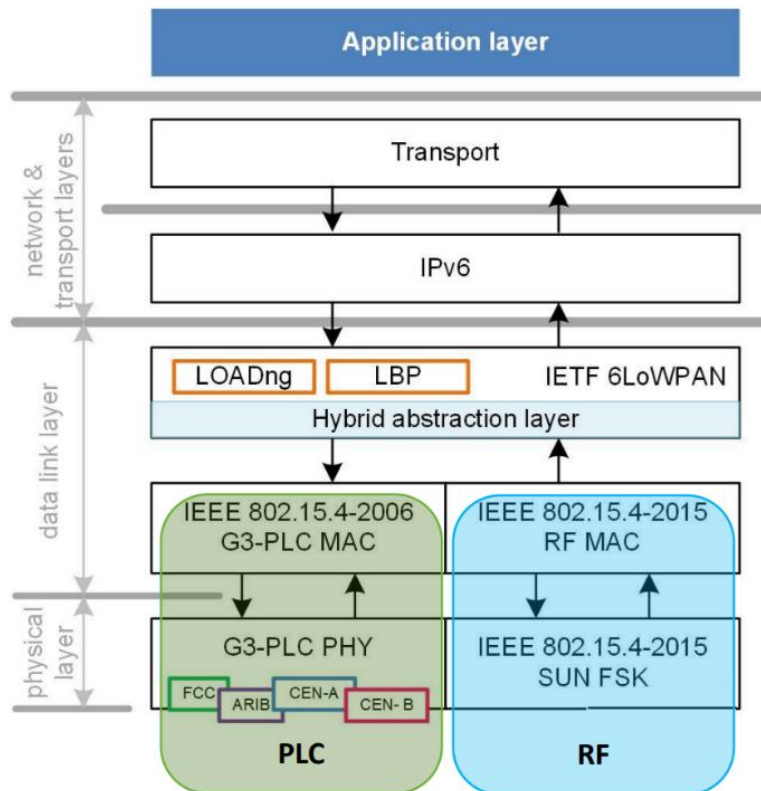 Application layer
network &
transport layers
Transport
IPv6
data link layer
LOADng
LBP
IETF 6LoWPAN
Hybrid abstraction layer
IEEE 802.15.4-2006
G3-PLC MAC
IEEE 802.15.4-2015
RF MAC
physical
layer
G3-PLC PHY
FCC
ARIB
CEN-A
CEN- B
IEEE 802.15.4-2015
SUN FSK
PLC
RF